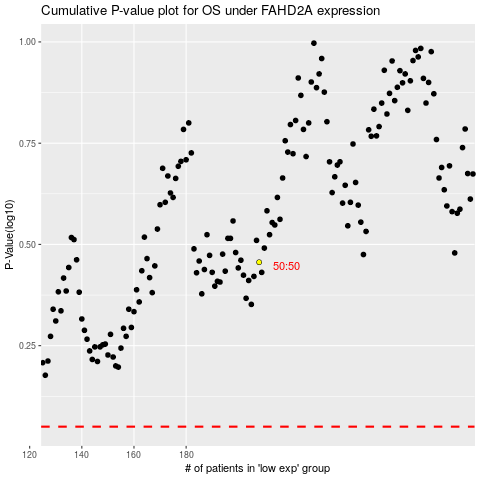 Cumulative P-value plot for OS under FAHD2A expression
1.00
0.75
0.50
0.25
P-Value(log10)
50:50
120 140 160 180
# of patients in 'low exp' group